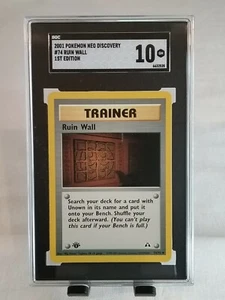 SGC
2001 POKEMON NEO DISCOVERY
#74 RUIN WALL
1ST EDITION
10
TRAINER
Ruin Wall
Search your deck for a card with
Unown in its name and put it
onto your Bench. Shuffle your
deck afterward. (You can't play
this card if your Bench is full.)